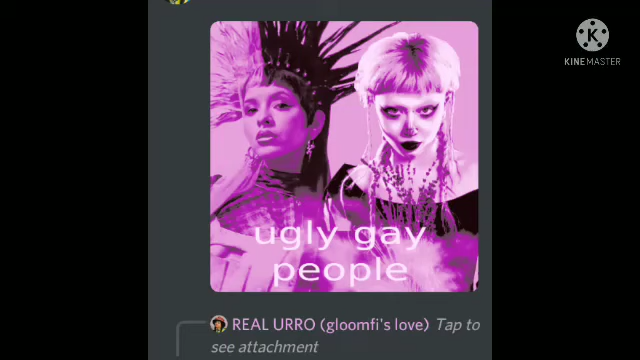 K
KINEMASTER
ugly gay
people
REAL URRO (gloomfi's love) Tap to
see attachment